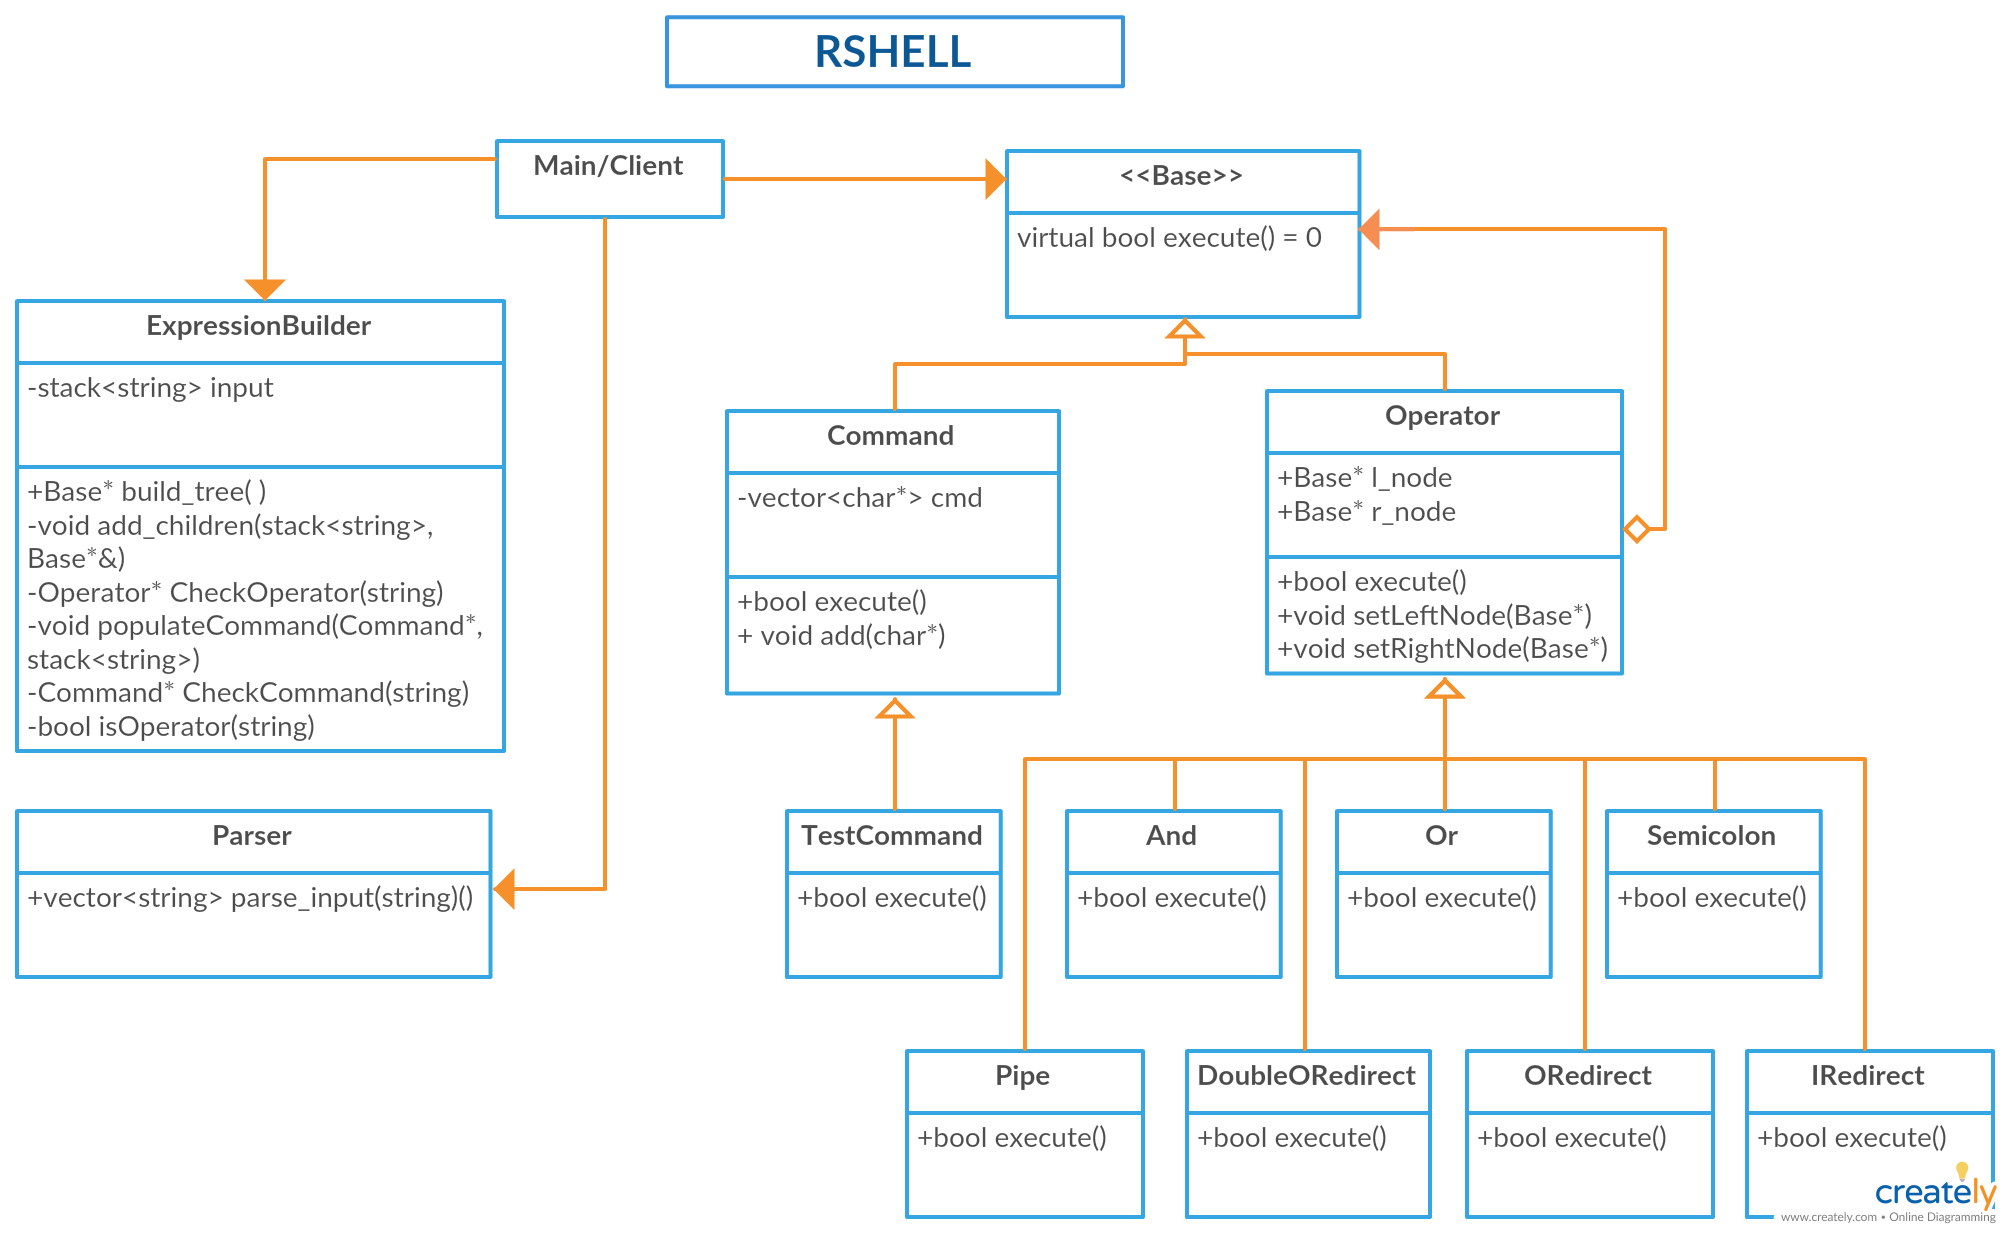 RSHELL
Main/Client
<<Base>>
virtual bool execute() = 0
ExpressionBuilder
-stack<string> input
+Base* build_tree( )
-void add_children(stack<string>,
Base*&)
-Operator* CheckOperator(string)
-void populateCommand(Command*,
stack<string>)
-Command* CheckCommand(string)
-bool isOperator(string)
Command
-vector<char*> cmd
+bool execute()
+ void add(char*)
Operator
+Base* l_node
+Base* r_node
+bool execute()
+void setLeftNode(Base*)
+void setRightNode(Base*)
Parser
+vector<string> parse_input(string)()
TestCommand
+bool execute()
And
+bool execute()
Or
+bool execute()
Semicolon
+bool execute()
Pipe
+bool execute()
DoubleORedirect
+bool execute()
ORedirect
+bool execute()
IRedirect
+bool execute()
creately
www.creately.com • Online Diagramming